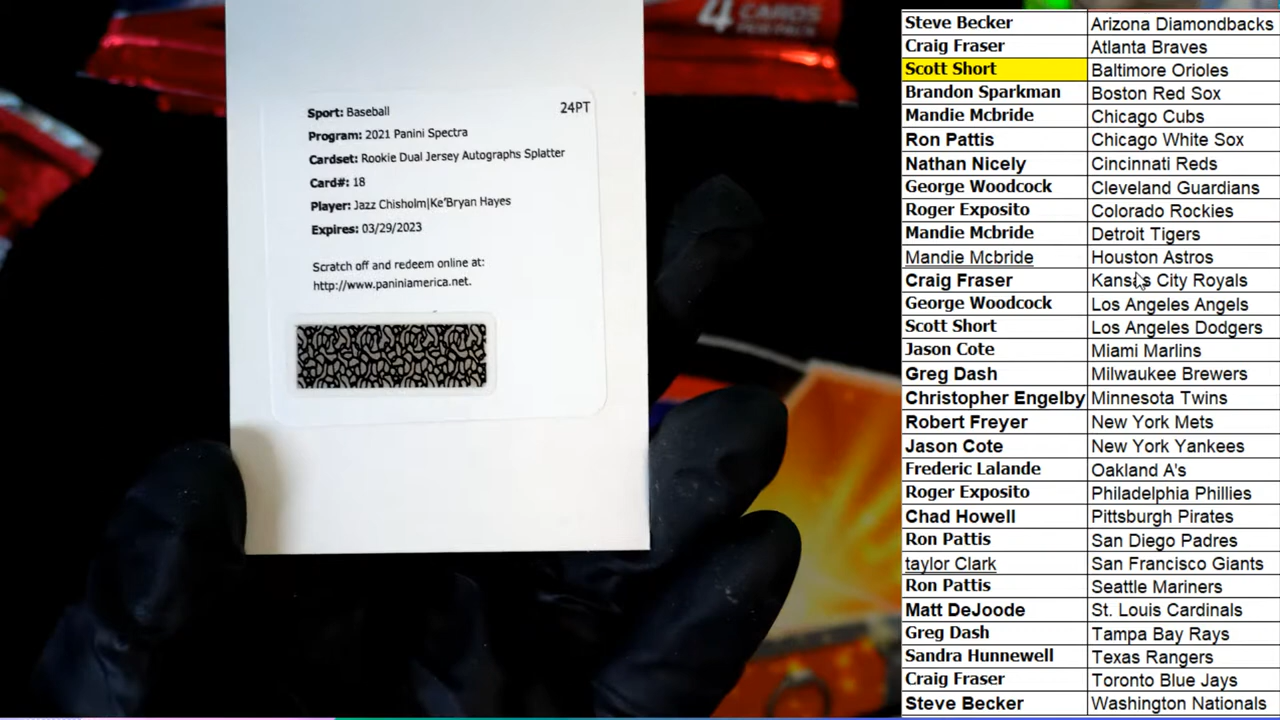 4 CARDS
PER PACK
Sport: Baseball
24PT
Program: 2021 Panini Spectra
Cardset: Rookie Dual Jersey Autographs Splatter
Card#: 18
Player: Jazz Chisholm|Ke'Bryan Hayes
Expires: 03/29/2023
Scratch off and redeem online at:
http://www.paniniamerica.net.
Steve Becker Arizona Diamondbacks
Craig Fraser Atlanta Braves
Scott Short Baltimore Orioles
Brandon Sparkman Boston Red Sox
Mandie Mcbride Chicago Cubs
Ron Pattis Chicago White Sox
Nathan Nicely Cincinnati Reds
George Woodcock Cleveland Guardians
Roger Exposito Colorado Rockies
Mandie Mcbride Detroit Tigers
Mandie Mcbride Houston Astros
Craig Fraser Kansas City Royals
George Woodcock Los Angeles Angels
Scott Short Los Angeles Dodgers
Jason Cote Miami Marlins
Greg Dash Milwaukee Brewers
Christopher Engelby Minnesota Twins
Robert Freyer New York Mets
Jason Cote New York Yankees
Frederic Lalande Oakland A's
Roger Exposito Philadelphia Phillies
Chad Howell Pittsburgh Pirates
Ron Pattis San Diego Padres
taylor Clark San Francisco Giants
Ron Pattis Seattle Mariners
Matt DeJoode St. Louis Cardinals
Greg Dash Tampa Bay Rays
Sandra Hunnewell Texas Rangers
Craig Fraser Toronto Blue Jays
Steve Becker Washington Nationals